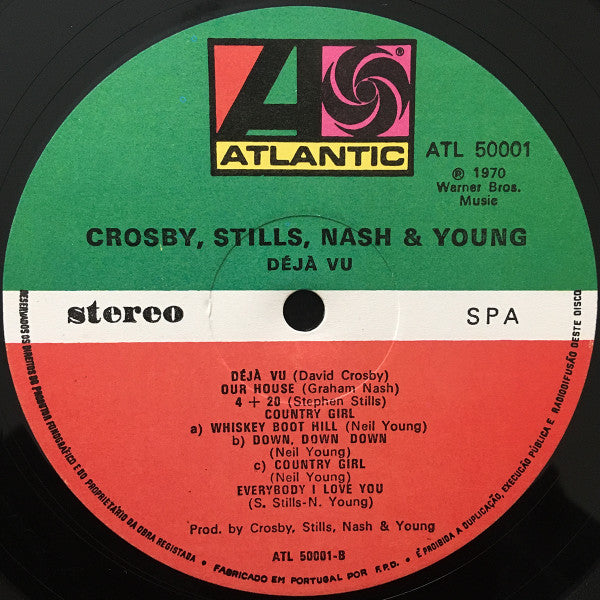 ®
ATLANTIC
ATL 50001
℗ 1970
Warner Bros.
Music
CROSBY, STILLS, NASH & YOUNG
DÉJÀ VU
stereo
SPA
DÉJÀ VU (David Crosby)
OUR HOUSE (Graham Nash)
4 + 20 (Stephen Stills)
COUNTRY GIRL
a) WHISKEY BOOT HILL (Neil Young)
b) DOWN, DOWN DOWN
(Neil Young)
c) COUNTRY GIRL
(Neil Young)
EVERYBODY I LOVE YOU
(S. Stills-N. Young)
Prod. by Crosby, Stills, Nash & Young
ATL 50001-B
RESERVADOS OS DIREITOS DO PRODUTOR FONOGRÁFICO E DO PROPRIETÁRIO DA OBRA REGISTADA • FABRICADO EM PORTUGAL POR F.P.D. • É PROIBIDA A DUPLICAÇÃO, EXECUÇÃO PÚBLICA E RADIODIFUSÃO DESTE DISCO